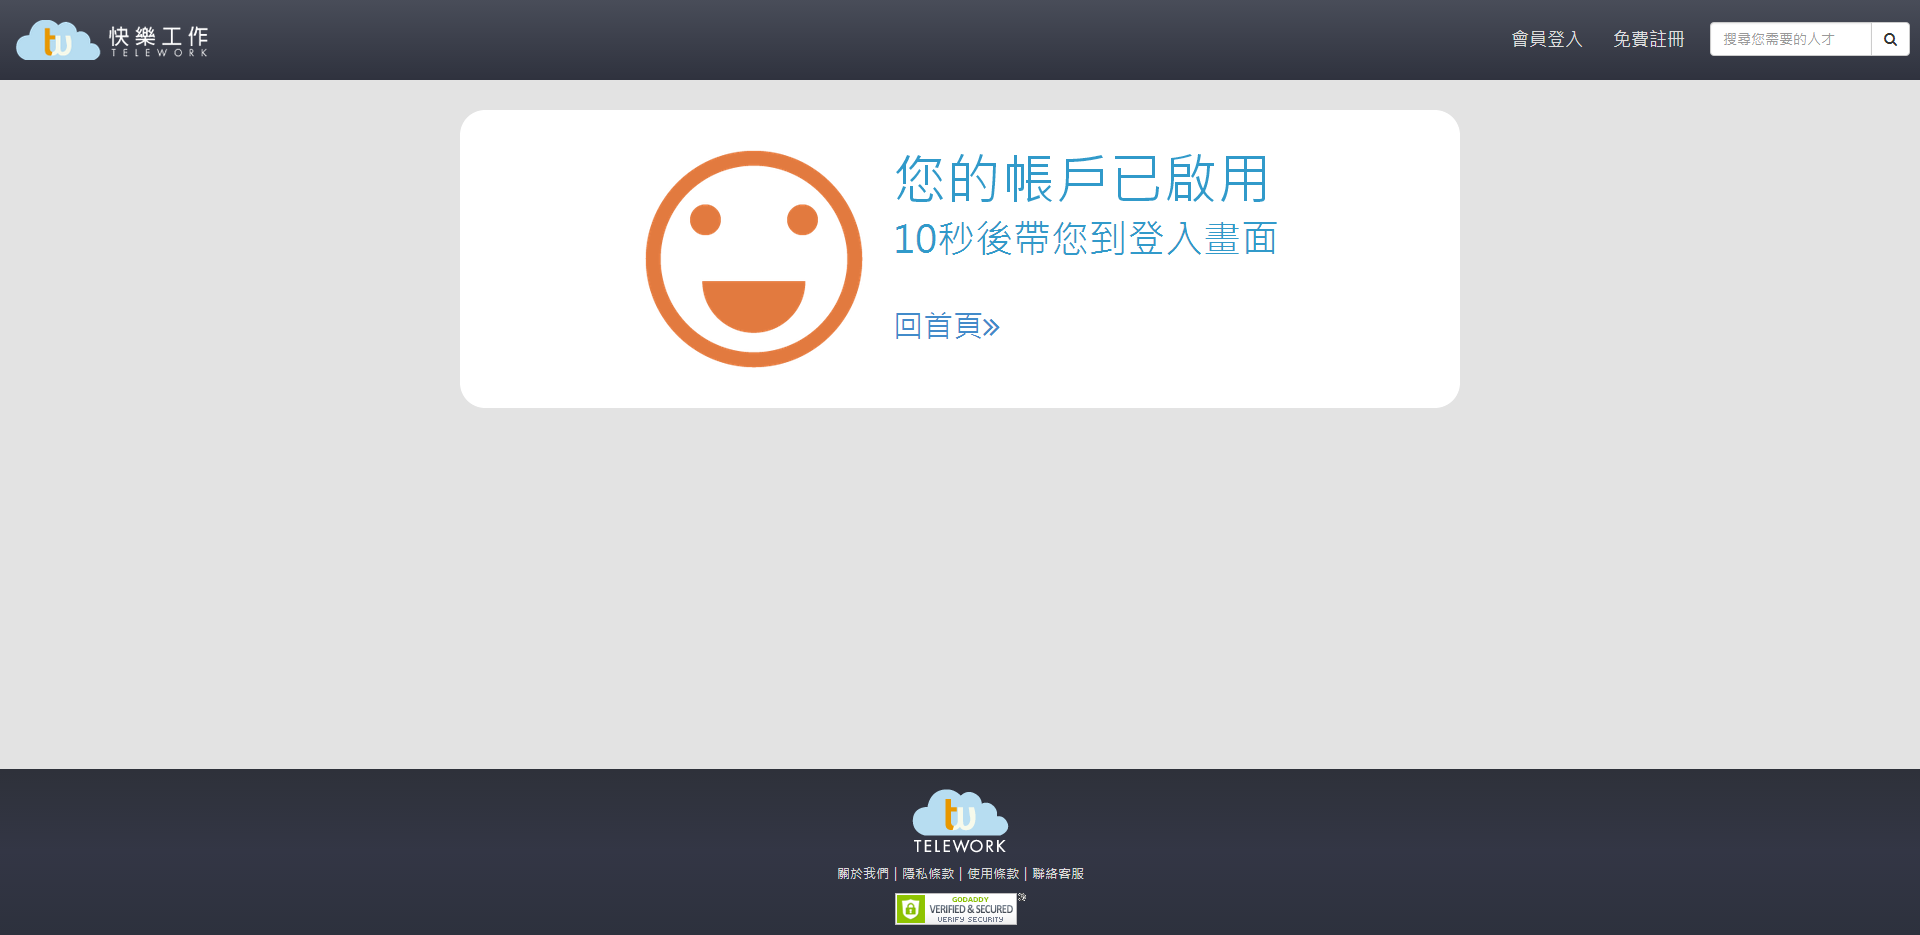 tw 快樂工作
TELEWORK
會員登入 免費註冊 搜尋您需要的人才
您的帳戶已啟用
10秒後帶您到登入畫面
回首頁»
tw
TELEWORK
關於我們 | 隱私條款 | 使用條款 | 聯絡客服
GODADDY
VERIFIED & SECURED
VERIFY SECURITY